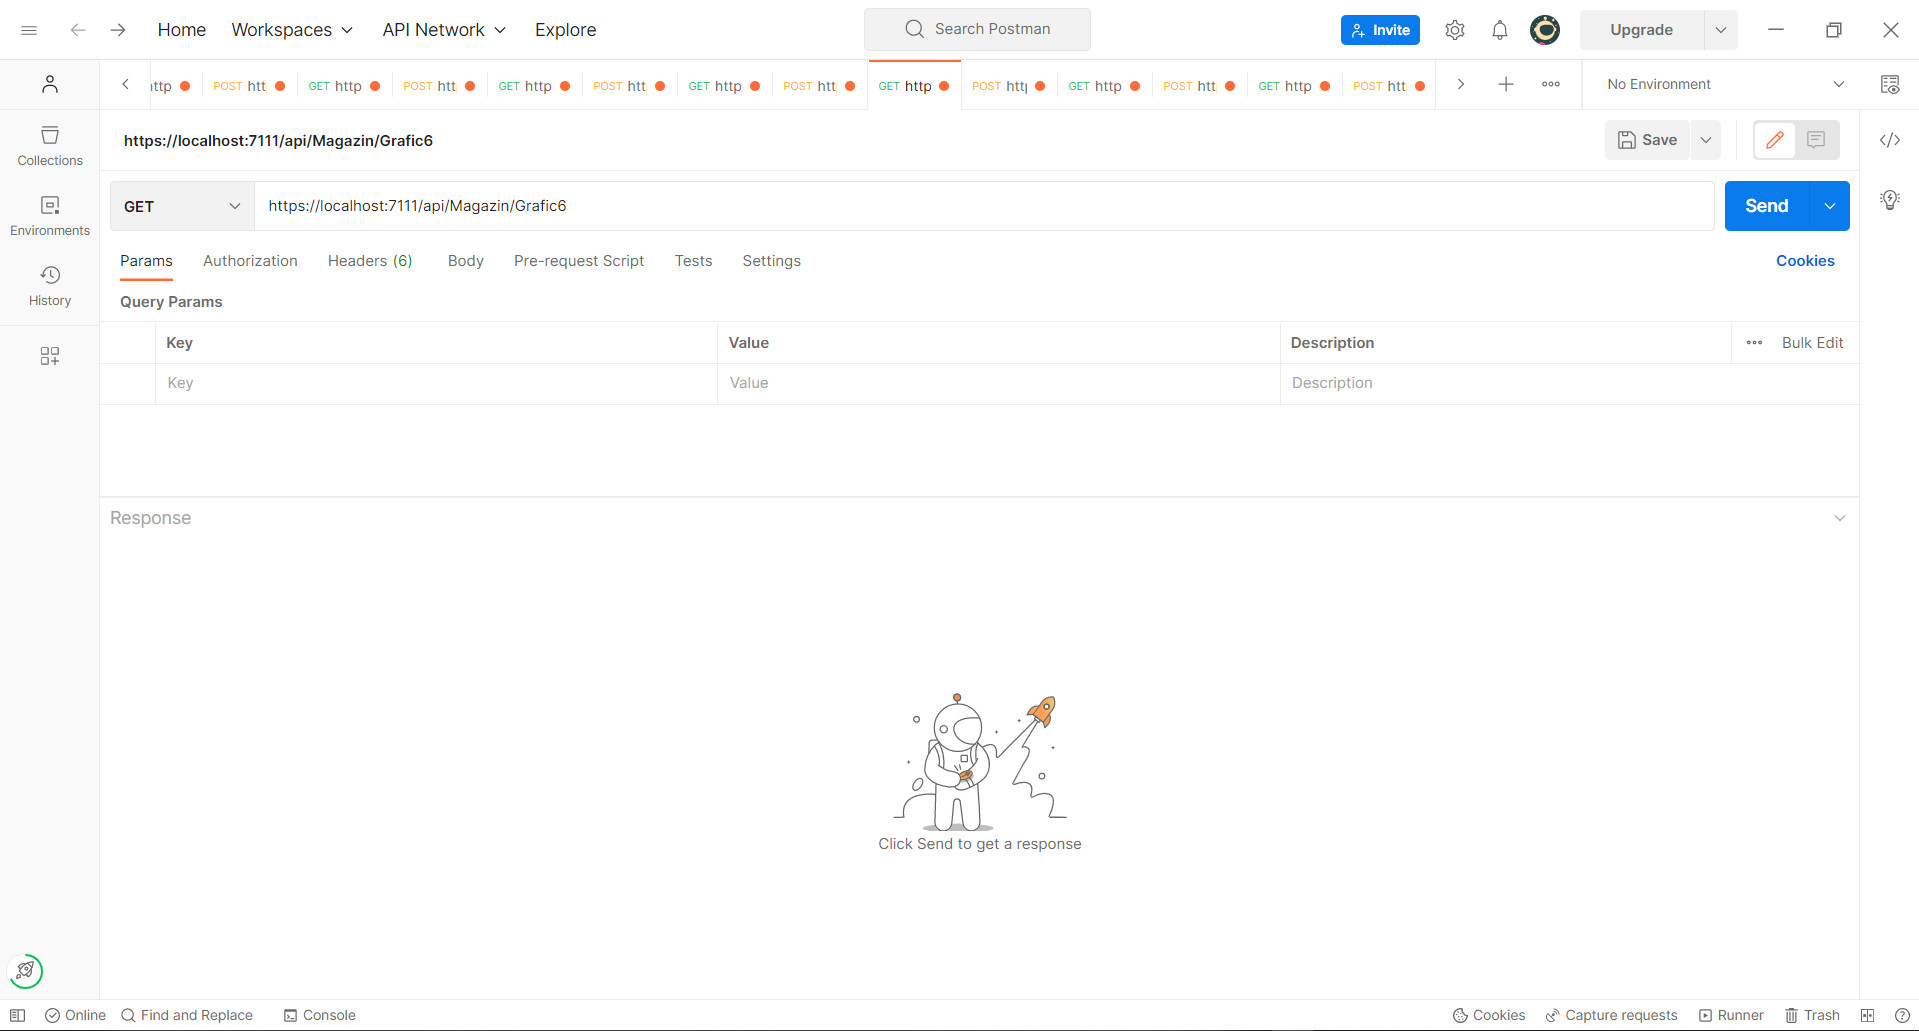 Home Workspaces API Network Explore Search Postman Invite Upgrade
http POST htt GET http POST htt GET http POST htt GET http POST htt GET http POST htt GET http POST htt GET http POST htt No Environment
https://localhost:7111/api/Magazin/Grafic6 Save
GET https://localhost:7111/api/Magazin/Grafic6 Send
Params Authorization Headers (6) Body Pre-request Script Tests Settings Cookies
Query Params
Key Value Description Bulk Edit
Key Value Description
Response
Click Send to get a response
Collections
Environments
History
Online Find and Replace Console Cookies Capture requests Runner Trash